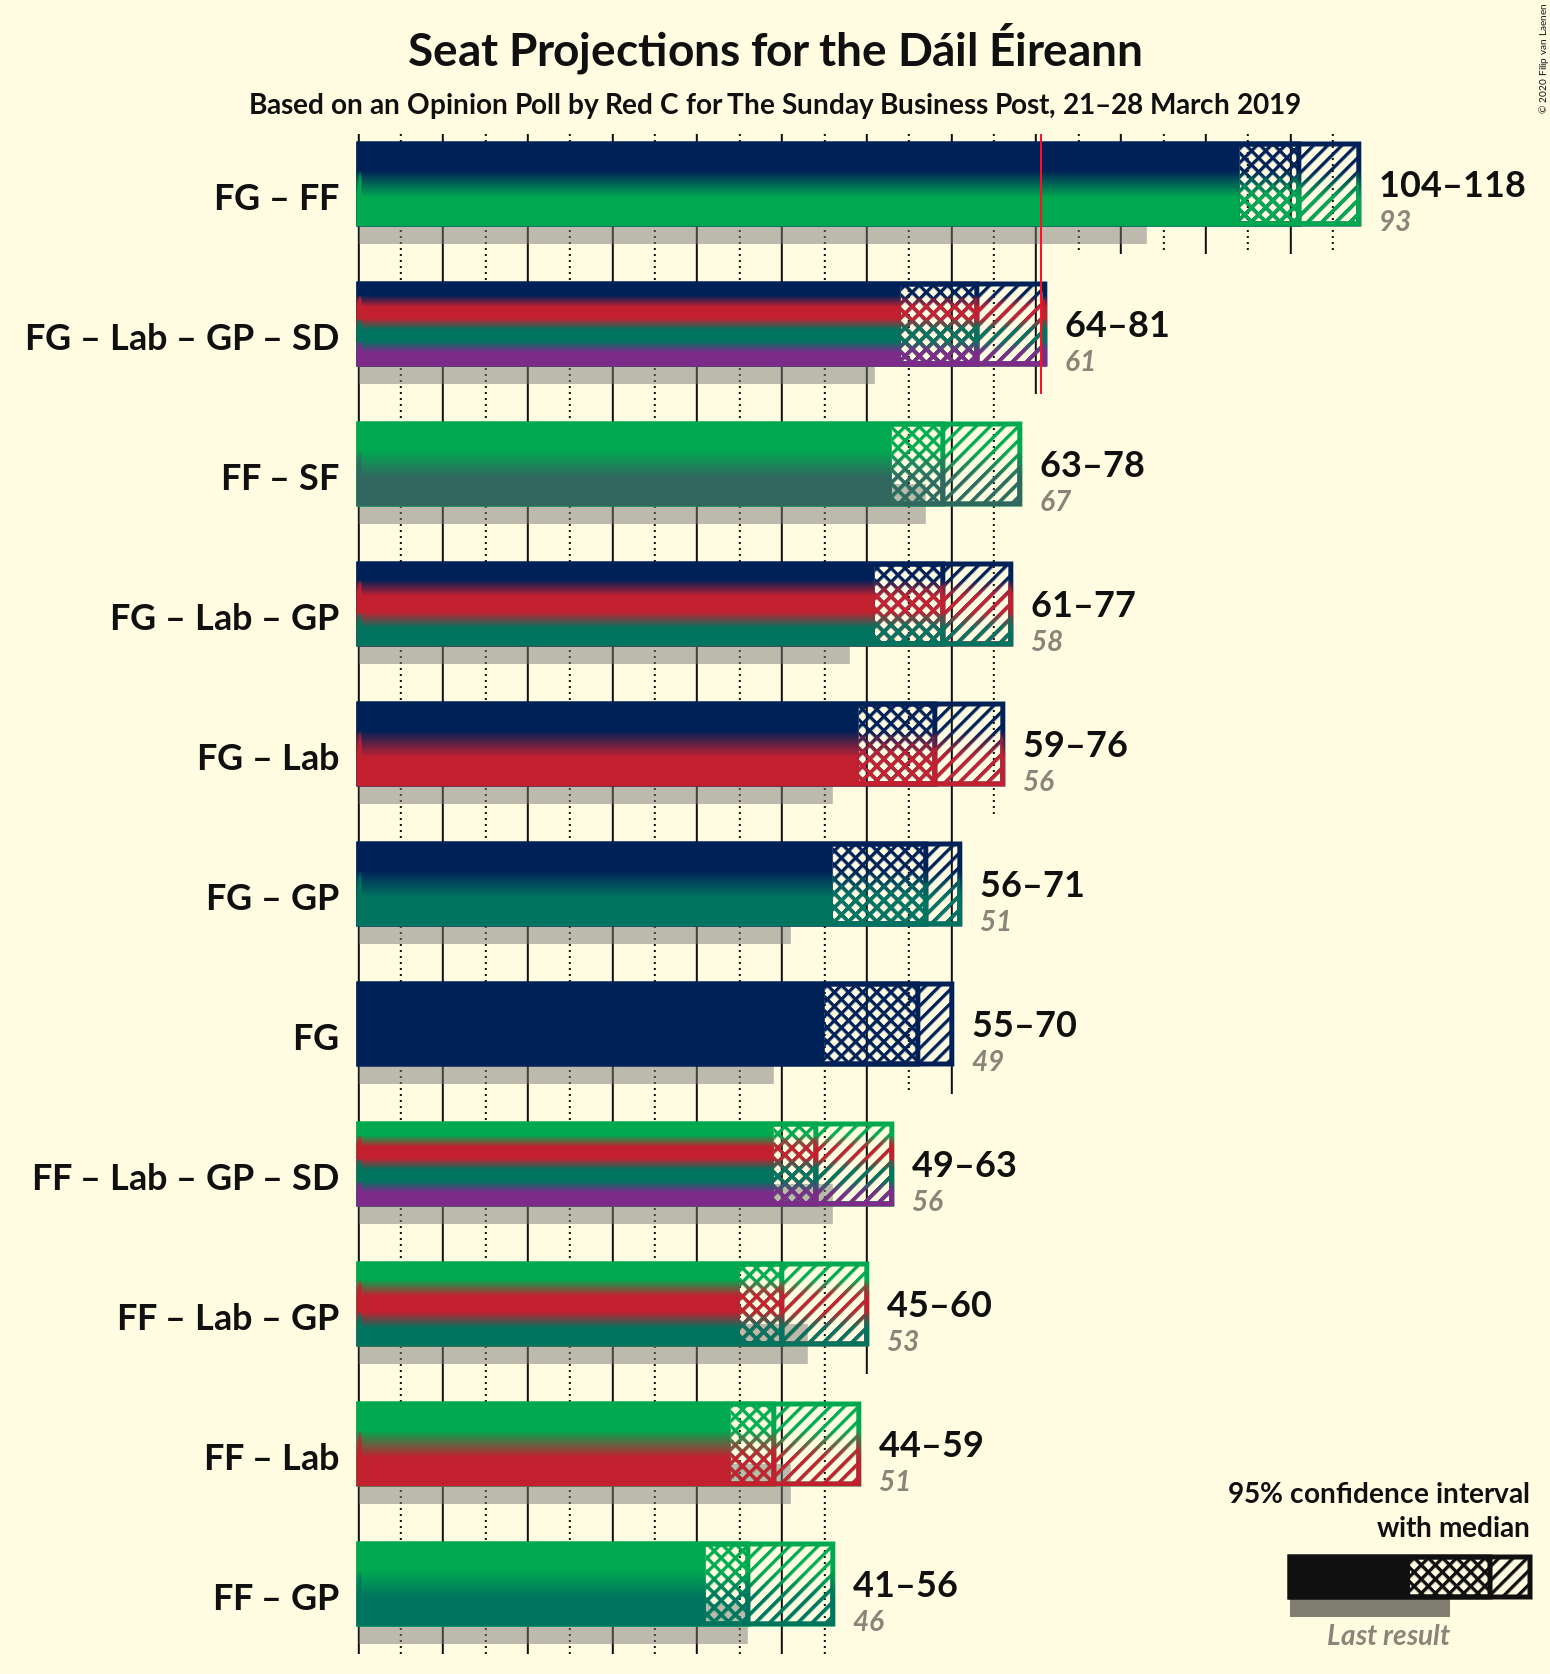 Seat Projections for the Dáil Éireann
Based on an Opinion Poll by Red C for The Sunday Business Post, 21–28 March 2019
© 2020 Filip van Laenen
FG – FF
104–118
93
FG – Lab – GP – SD
64–81
61
FF – SF
63–78
67
FG – Lab – GP
61–77
58
FG – Lab
59–76
56
FG – GP
56–71
51
FG
55–70
49
FF – Lab – GP – SD
49–63
56
FF – Lab – GP
45–60
53
FF – Lab
44–59
51
FF – GP
41–56
46
95% confidence interval
with median
Last result